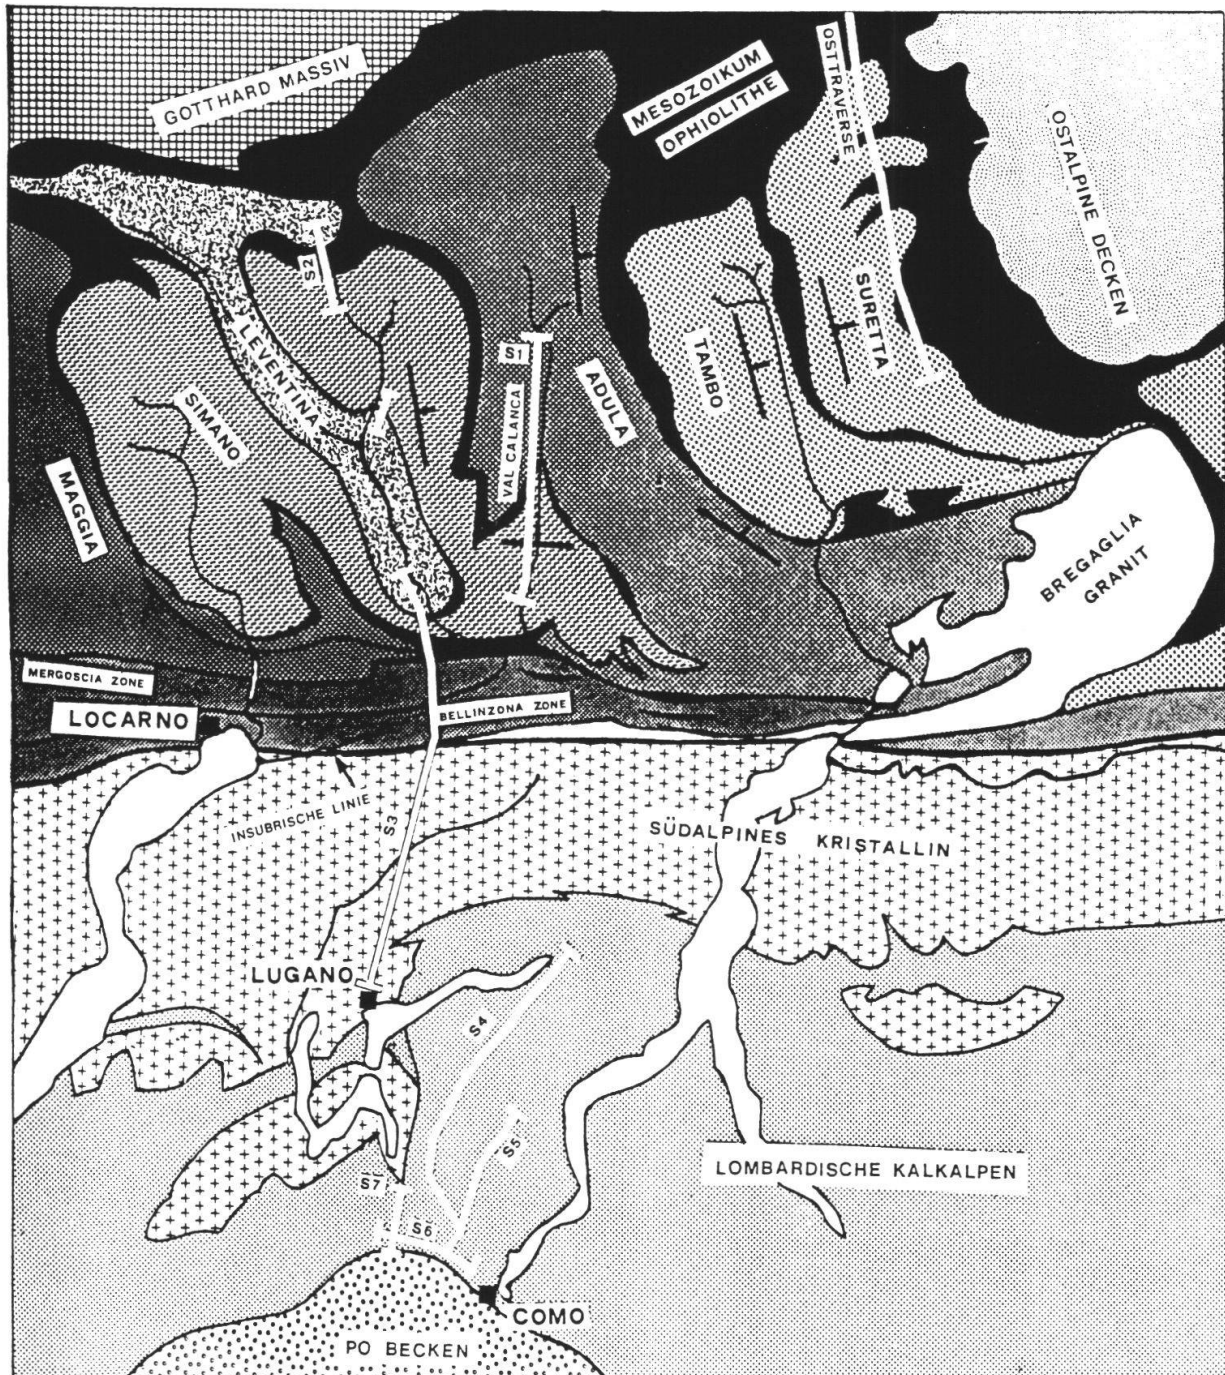 GOTTHARD MASSIV
MESOZOIKUM
OPHIOLITHE
OSTTRAVERSE
OSTALPINE DECKEN
S2
SURETTA
LEVENTINA
TAMBO
S1
ADULA
SIMANO
VAL CALANCA
MAGGIA
BREGAGLIA
GRANIT
MERGOSCIA ZONE
BELLINZONA ZONE
LOCARNO
INSUBRISCHE LINIE
S3
SÜDALPINES KRISTALLIN
LUGANO
S4
S5
LOMBARDISCHE KALKALPEN
S7
S6
COMO
PO BECKEN